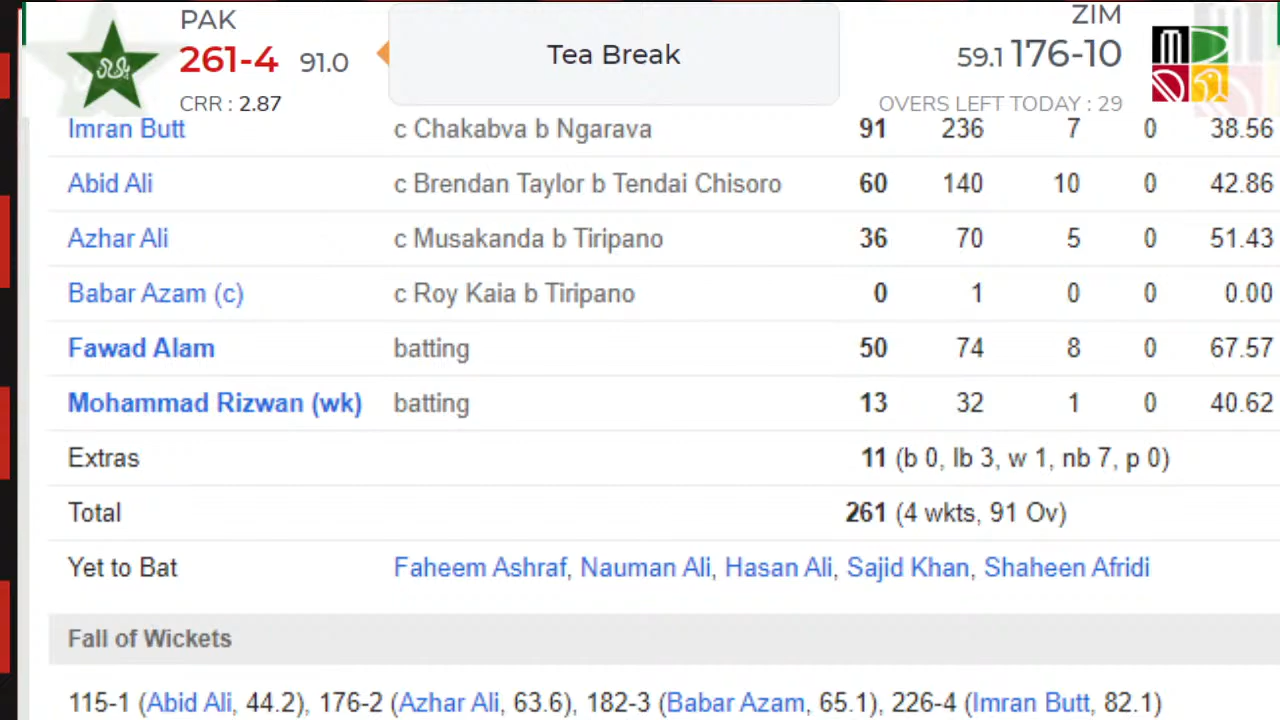 PAK
261-4 91.0
CRR : 2.87
Tea Break
ZIM
59.1 176-10
OVERS LEFT TODAY : 29
Imran Butt c Chakabva b Ngarava 91 236 7 0 38.56
Abid Ali c Brendan Taylor b Tendai Chisoro 60 140 10 0 42.86
Azhar Ali c Musakanda b Tiripano 36 70 5 0 51.43
Babar Azam (c) c Roy Kaia b Tiripano 0 1 0 0 0.00
Fawad Alam batting 50 74 8 0 67.57
Mohammad Rizwan (wk) batting 13 32 1 0 40.62
Extras 11 (b 0, lb 3, w 1, nb 7, p 0)
Total 261 (4 wkts, 91 Ov)
Yet to Bat Faheem Ashraf, Nauman Ali, Hasan Ali, Sajid Khan, Shaheen Afridi
Fall of Wickets
115-1 (Abid Ali, 44.2), 176-2 (Azhar Ali, 63.6), 182-3 (Babar Azam, 65.1), 226-4 (Imran Butt, 82.1)